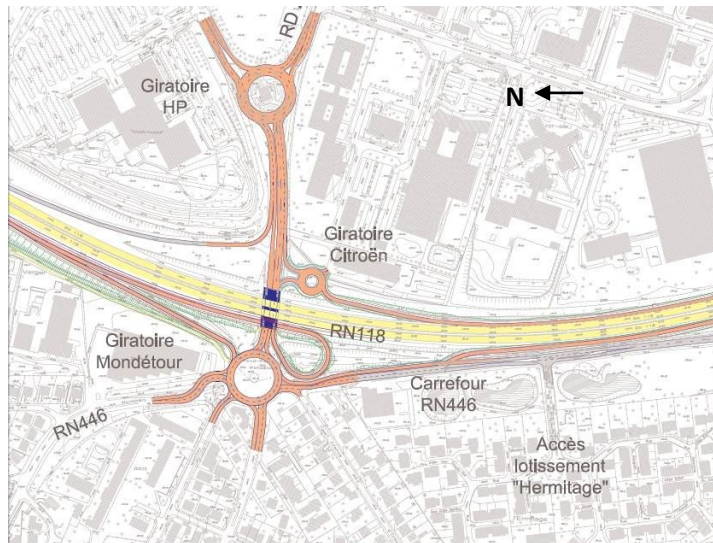 RD
Giratoire
HP
N
Giratoire
Citroën
RN118
Giratoire
Mondétour
RN446
Carrefour
RN446
Accès
lotissement
"Hermitage"